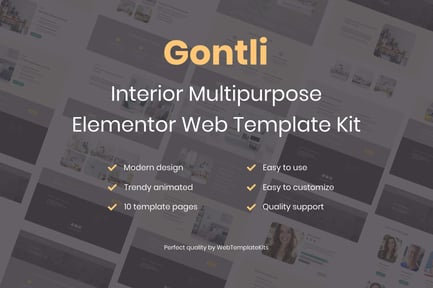 Gontli
Interior Multipurpose
Elementor Web Template Kit
Modern design
Easy to use
Trendy animated
Easy to customize
10 template pages
Quality support
Perfect quality by WebTemplateKits